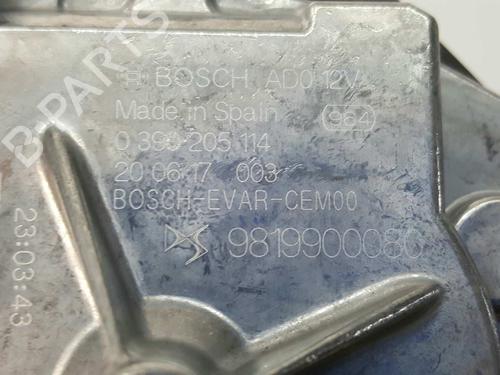 BOSCH AD0 12V
Made in Spain 964
0 390 205 114
20 06 17 003
BOSCH-EVAR-CEM00
9819900080
23:03:43